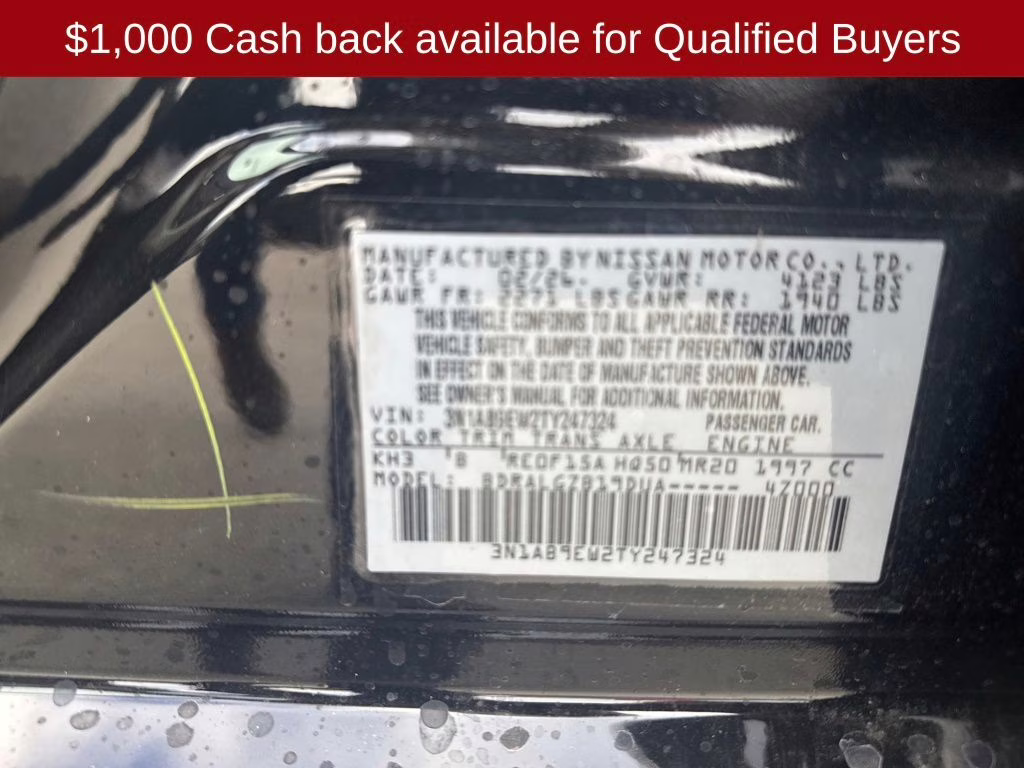 $1,000 Cash back available for Qualified Buyers
MANUFACTURED BY NISSAN MOTOR CO., LTD.
DATE: 02/26. GVWR: 4123 LBS
GAWR FR: 2271 LBS GAWR RR: 1940 LBS
THIS VEHICLE CONFORMS TO ALL APPLICABLE FEDERAL MOTOR
VEHICLE SAFETY, BUMPER AND THEFT PREVENTION STANDARDS
IN EFFECT ON THE DATE OF MANUFACTURE SHOWN ABOVE.
SEE OWNER'S MANUAL FOR ADDITIONAL INFORMATION.
VIN: 3N1AB9EW2TY247324 PASSENGER CAR.
COLOR TRIM TRANS AXLE ENGINE
KH3 B RE0F15A HQ50 MR20 1997 CC
MODEL: 47000
3N1AB9EW2TY247324